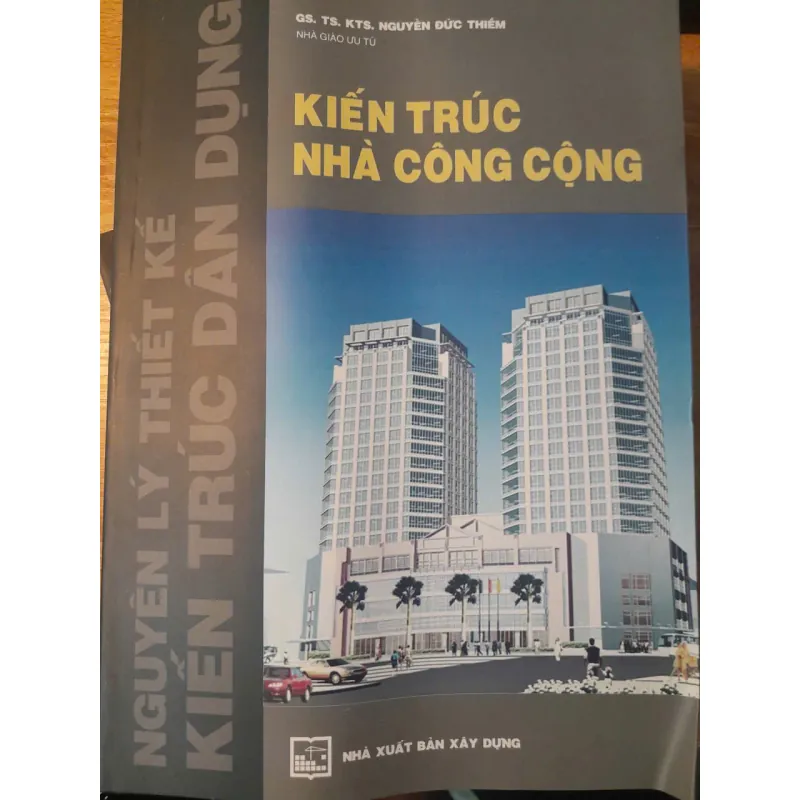 GS. TS. KTS. NGUYỄN ĐỨC THIỀM
NHÀ GIÁO ƯU TÚ
KIẾN TRÚC
NHÀ CÔNG CỘNG
NGUYÊN LÝ THIẾT KẾ
KIẾN TRÚC DÂN DỤNG
NHÀ XUẤT BẢN XÂY DỰNG